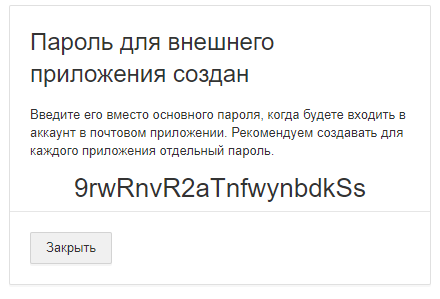 Пароль для внешнего
приложения создан
Введите его вместо основного пароля, когда будете входить в
аккаунт в почтовом приложении. Рекомендуем создавать для
каждого приложения отдельный пароль.
9rwRnvR2aTnfwynbdkSs
Закрыть